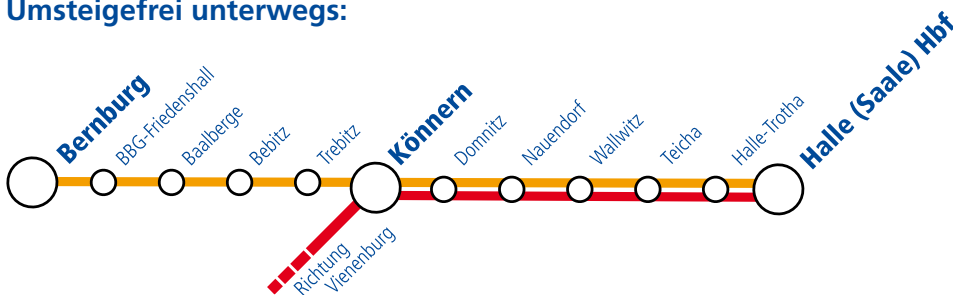 Umsteigefrei unterwegs:
Bernburg
BBG-Friedenshall
Baalberge
Bebitz
Trebitz
Könnern
Domnitz
Nauendorf
Wallwitz
Teicha
Halle-Trotha
Halle (Saale) Hbf
Richtung
Vienenburg